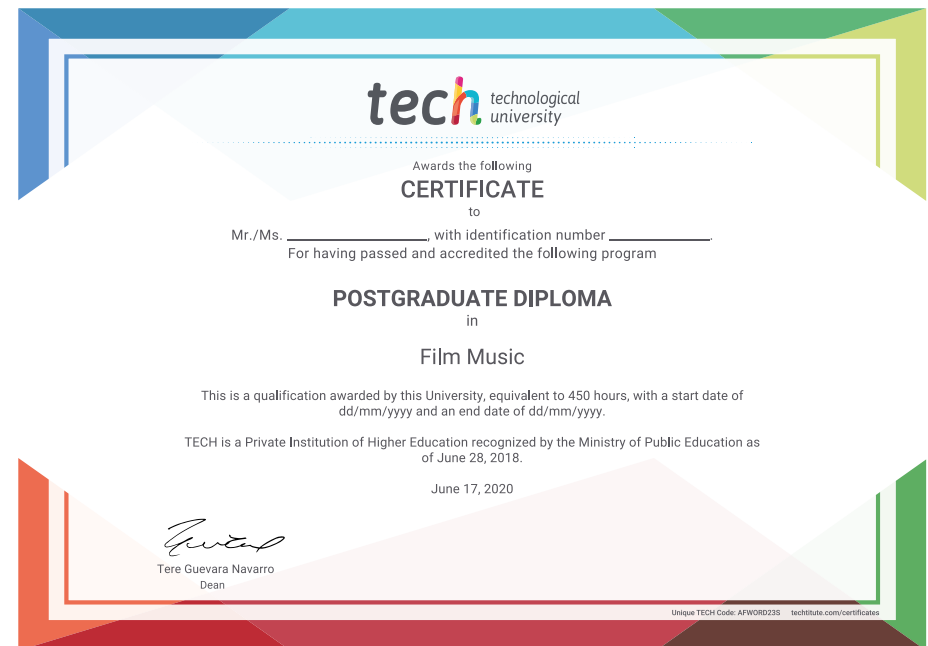 tech technological
university
Awards the following
CERTIFICATE
to
Mr./Ms. ____________, with identification number ____________.
For having passed and accredited the following program
POSTGRADUATE DIPLOMA
in
Film Music
This is a qualification awarded by this University, equivalent to 450 hours, with a start date of
dd/mm/yyyy and an end date of dd/mm/yyyy.
TECH is a Private Institution of Higher Education recognized by the Ministry of Public Education as
of June 28, 2018.
June 17, 2020
Tere Guevara Navarro
Dean
Unique TECH Code: AFWORD23S techtitute.com/certificates